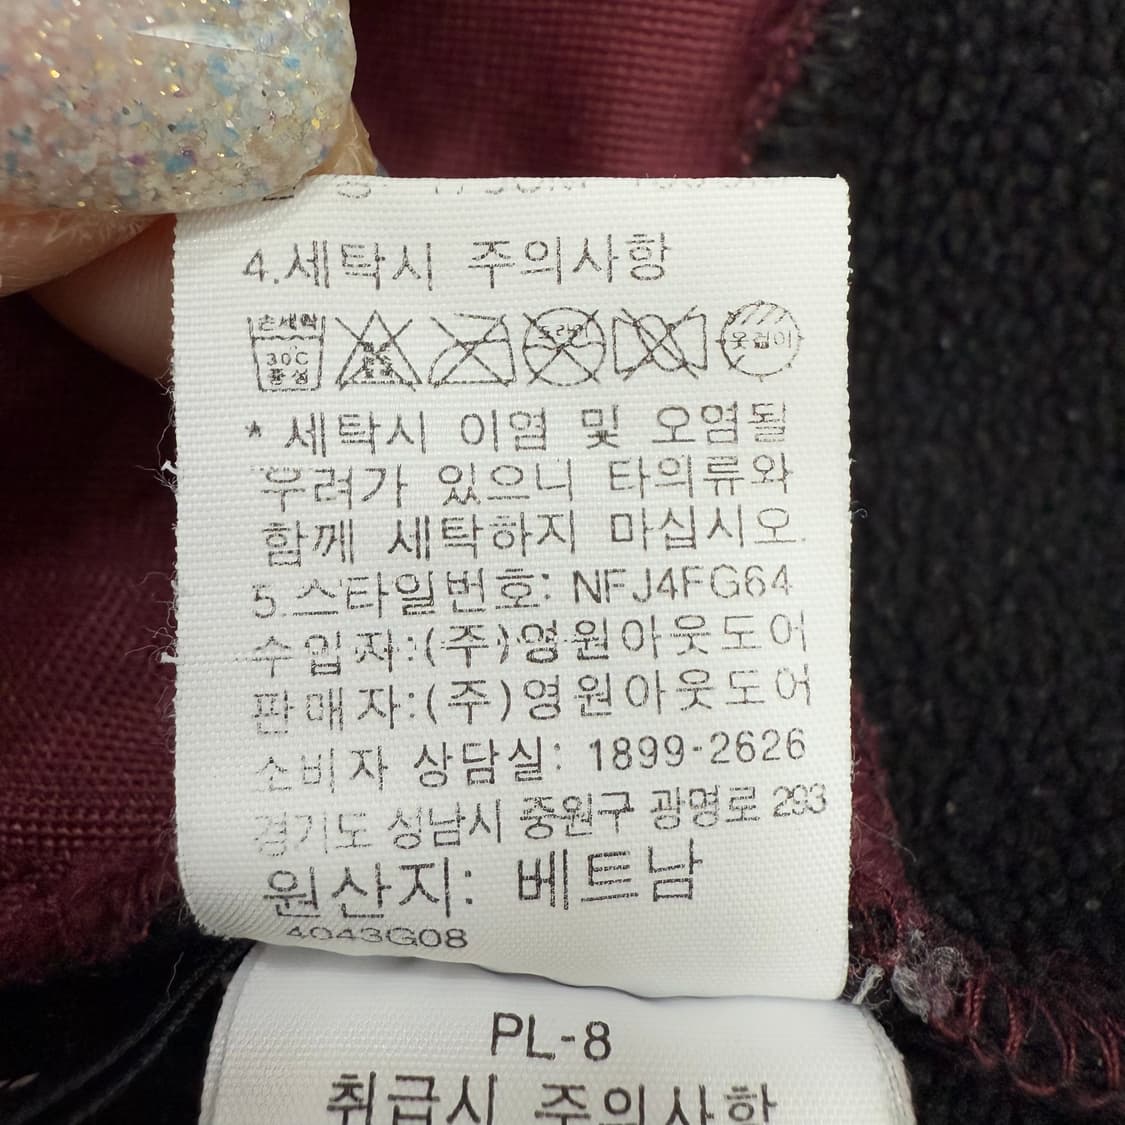 4.세탁시 주의사항
손세탁 30℃ 중성 드라이 옷걸이
* 세탁시 이염 및 오염될
우려가 있으니 타의류와
함께 세탁하지 마십시오.
5.스타일번호: NFJ4FG64
수입자:(주)영원아웃도어
판매자:(주)영원아웃도어
소비자 상담실: 1899-2626
경기도 성남시 중원구 광명로 293
원산지: 베트남
4043G08
PL-8
취급시 주의사항